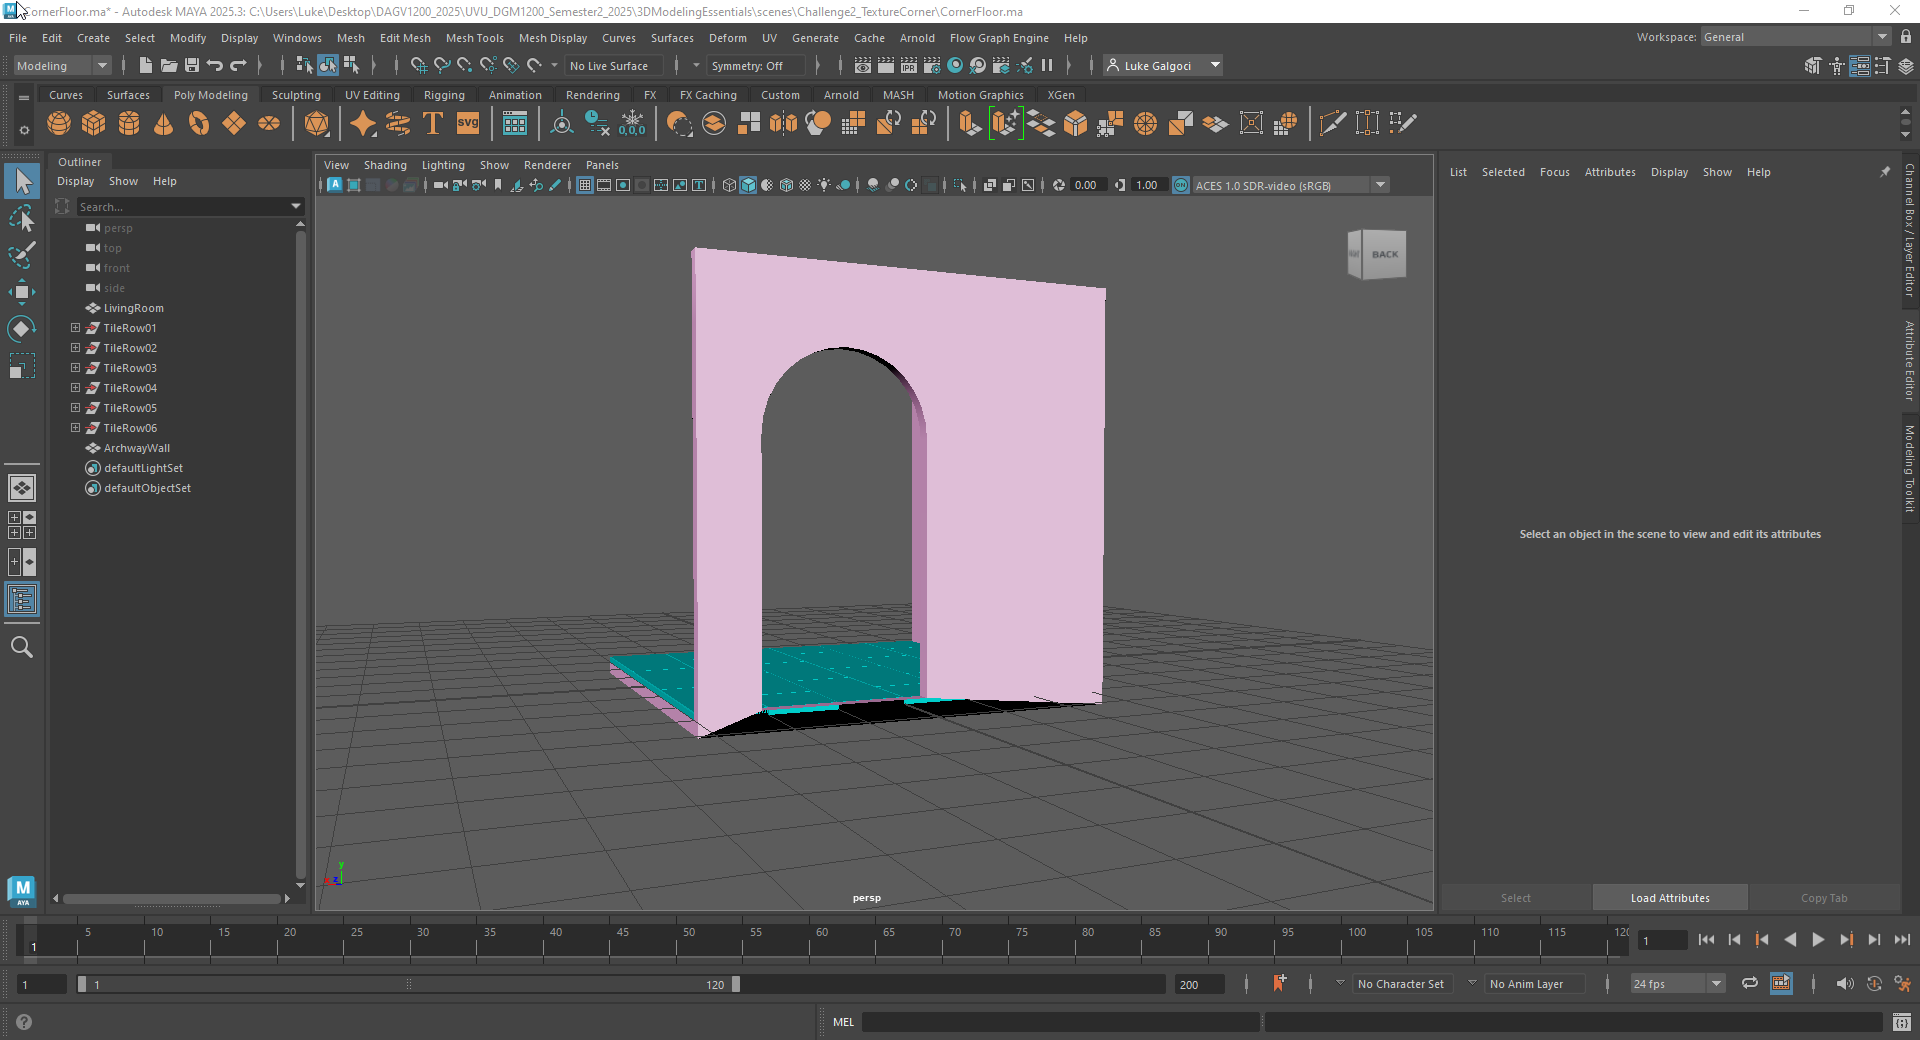 CornerFloor.ma* - Autodesk MAYA 2025.3: C:\Users\Luke\Desktop\DAGV1200_2025\UVU_DGM1200_Semester2_2025\3DModelingEssentials\scenes\Challenge2_TextureCorner\CornerFloor.ma
File Edit Create Select Modify Display Windows Mesh Edit Mesh Mesh Tools Mesh Display Curves Surfaces Deform UV Generate Cache Arnold Flow Graph Engine Help
Workspace: General
Modeling No Live Surface Symmetry: Off IPR Luke Galgoci
Curves Surfaces Poly Modeling Sculpting UV Editing Rigging Animation Rendering FX FX Caching Custom Arnold MASH Motion Graphics XGen
T SVG 0,0,0
Outliner
Display Show Help
Search...
persp
top
front
side
LivingRoom
TileRow01
TileRow02
TileRow03
TileRow04
TileRow05
TileRow06
ArchwayWall
defaultLightSet
defaultObjectSet
View Shading Lighting Show Renderer Panels
0.00 1.00 ACES 1.0 SDR-video (sRGB)
BACK
y
z
persp
List Selected Focus Attributes Display Show Help
Select an object in the scene to view and edit its attributes
Select Load Attributes Copy Tab
Channel Box / Layer Editor
Attribute Editor
Modeling Toolkit
M
AYA
5 10 15 20 25 30 35 40 45 50 55 60 65 70 75 80 85 90 95 100 105 110 115 120
1
1
1 1 120 200 No Character Set No Anim Layer 24 fps
MEL